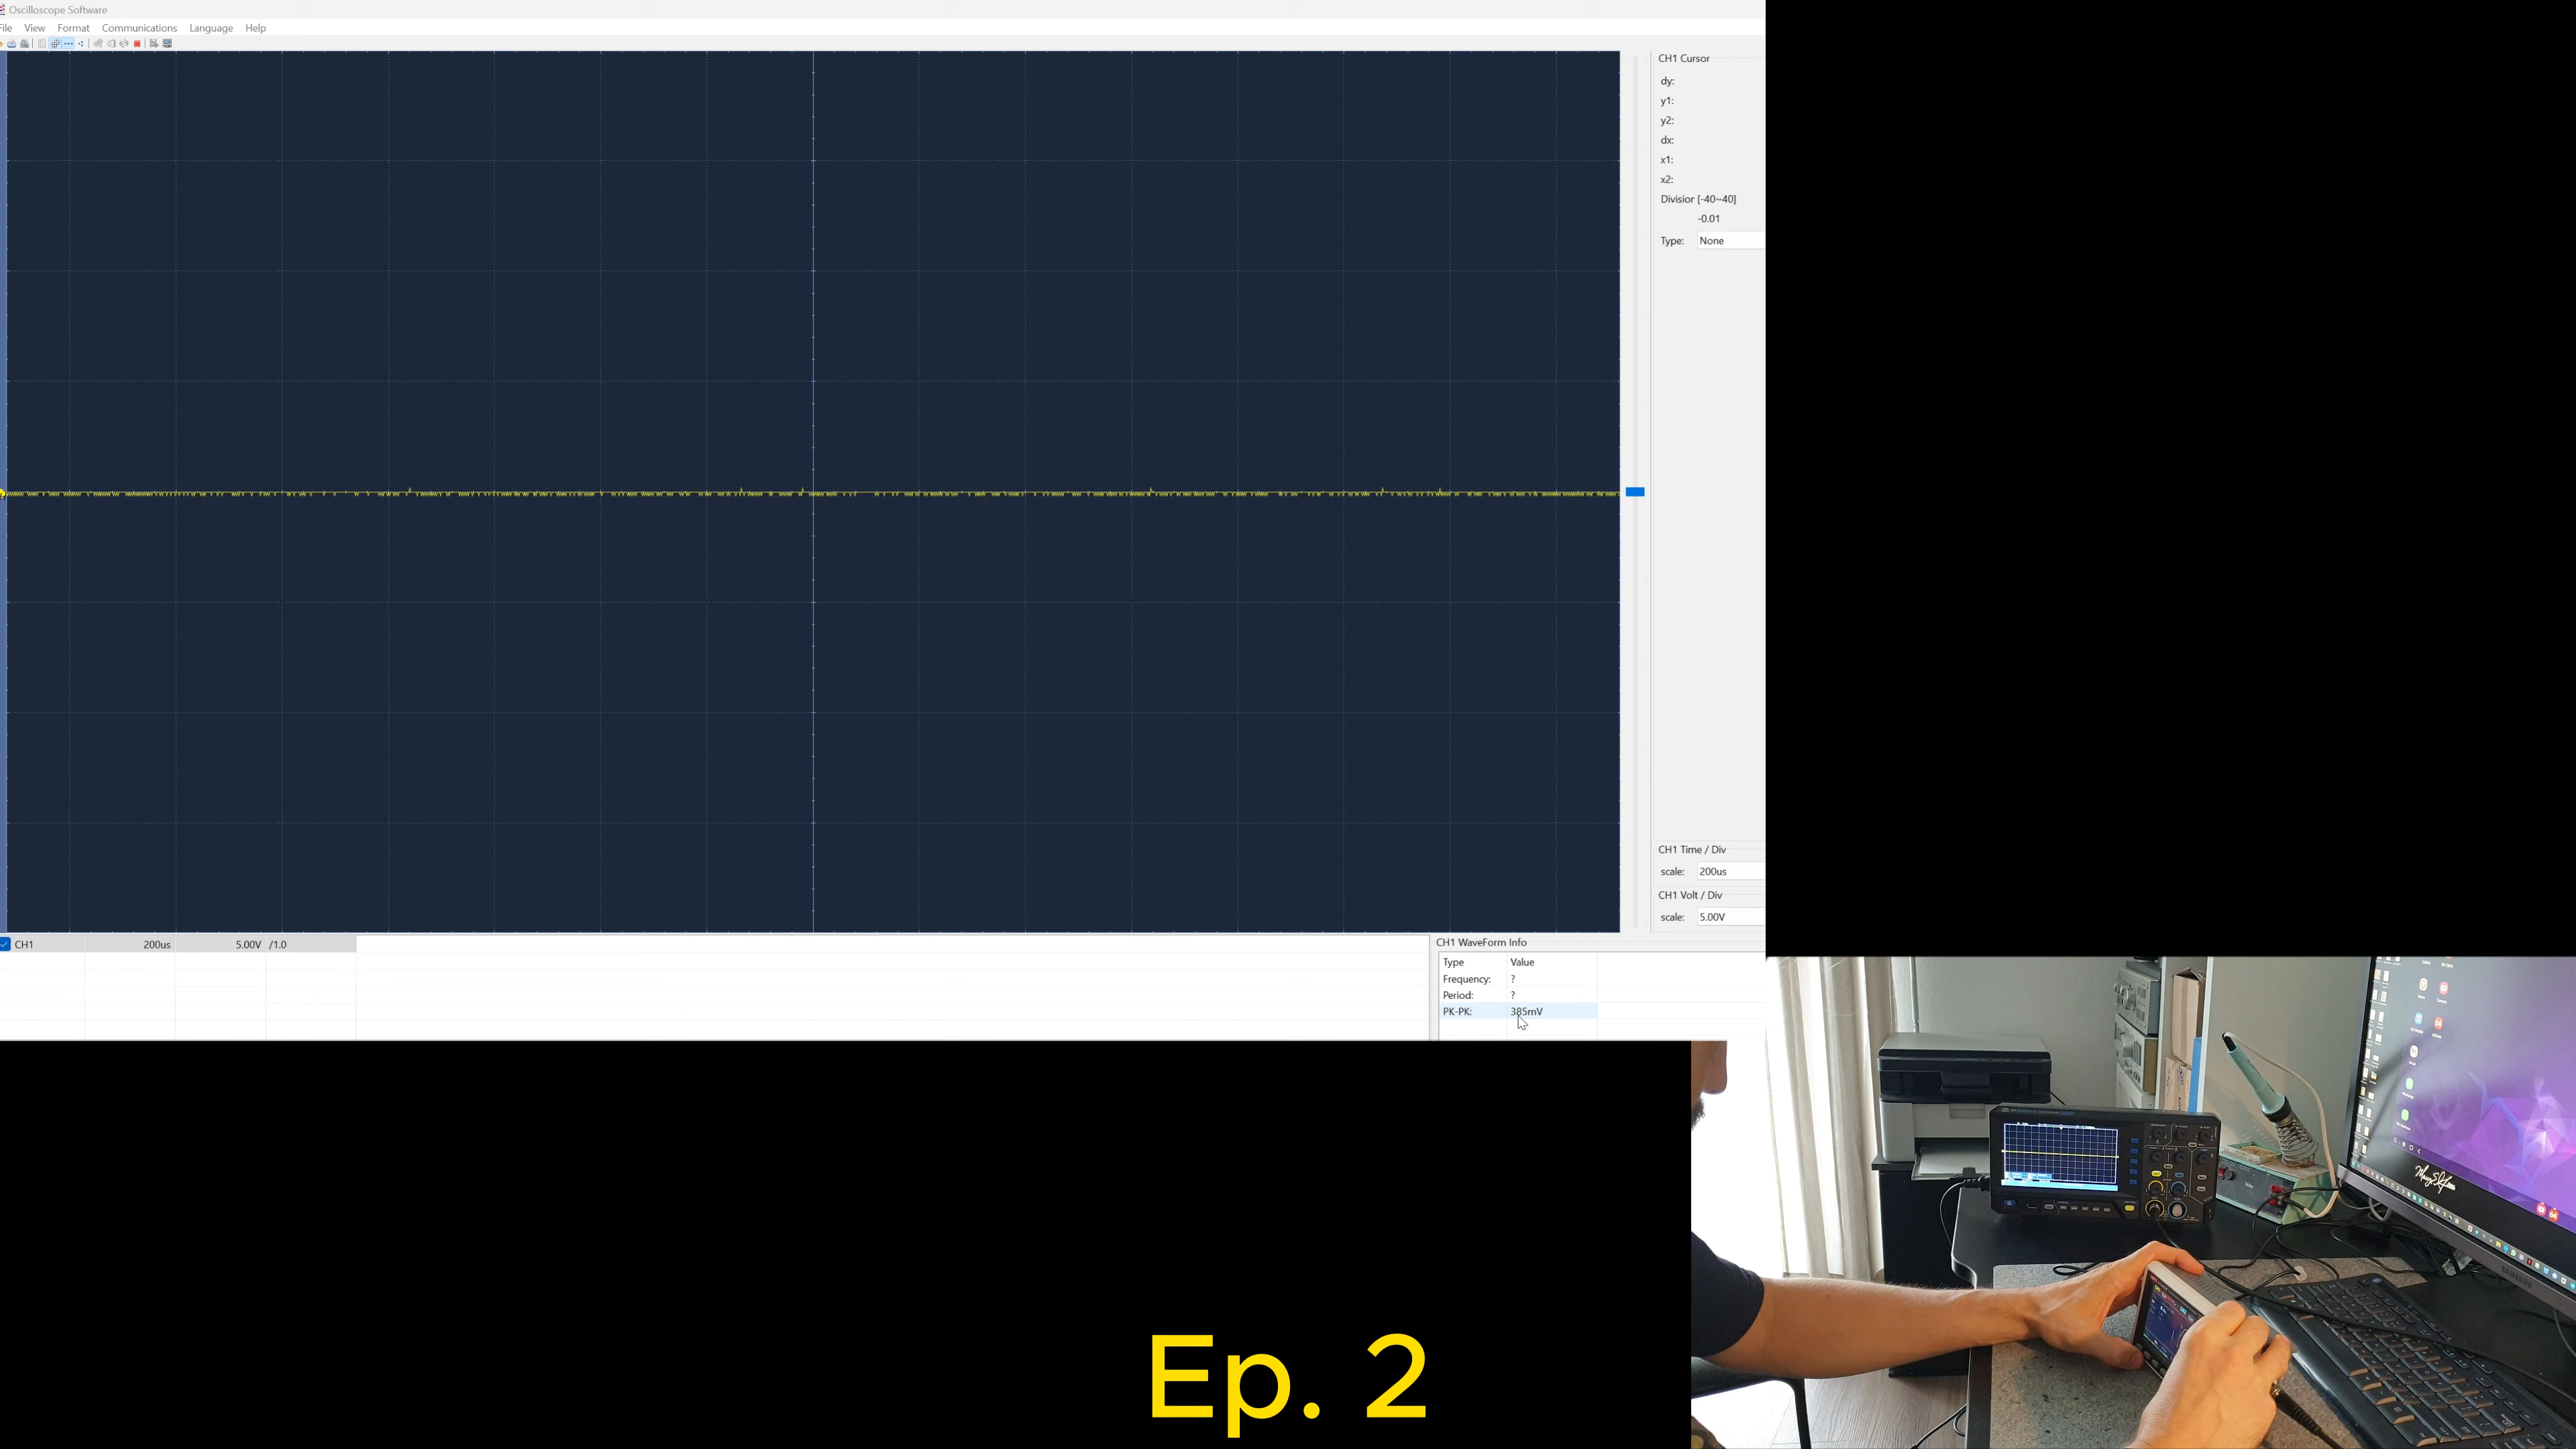 Oscilloscope Software
File View Format Communications Language Help
CH1 Cursor
dy:
y1:
y2:
dx:
x1:
x2:
Divisior [-40~40]
-0.01
Type: None
CH1 Time / Div
scale: 200us
CH1 Volt / Div
scale: 5.00V
CH1 200us 5.00V /1.0
CH1 WaveForm Info
Type Value
Frequency: ?
Period: ?
PK-PK: 385mV
Ep. 2